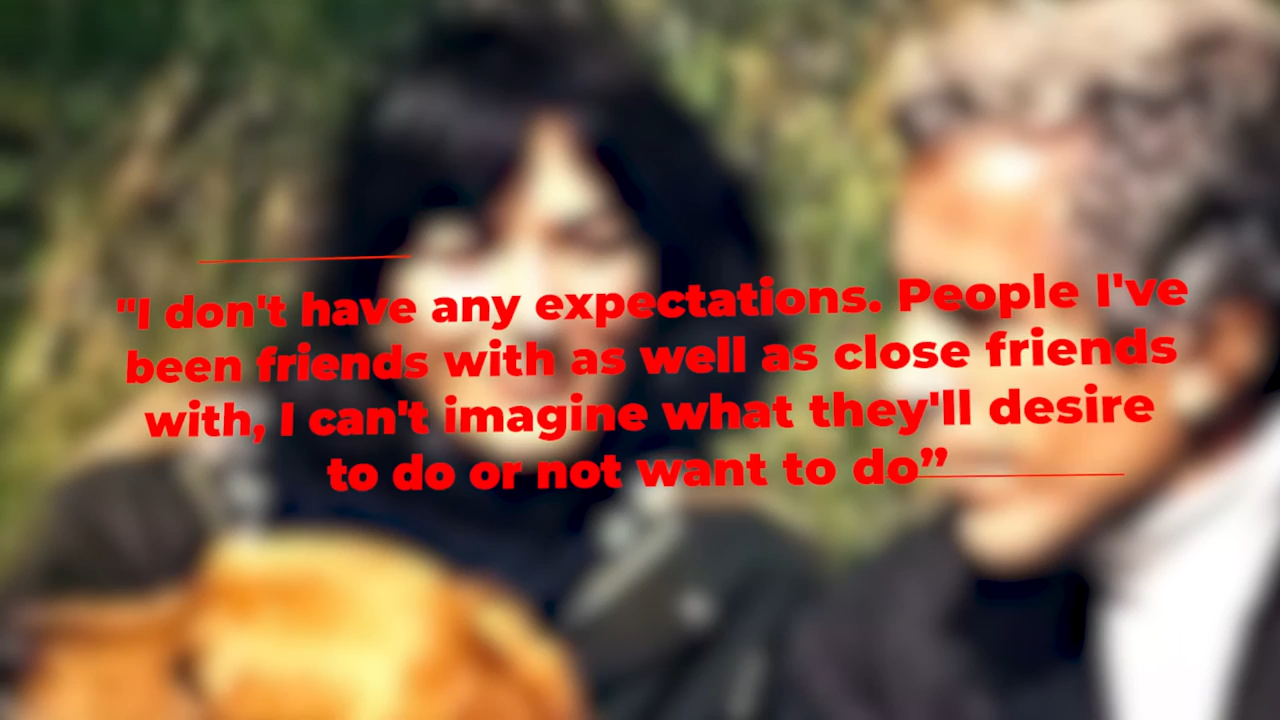 "I don't have any expectations. People I've
been friends with as well as close friends
with, I can't imagine what they'll desire
to do or not want to do”